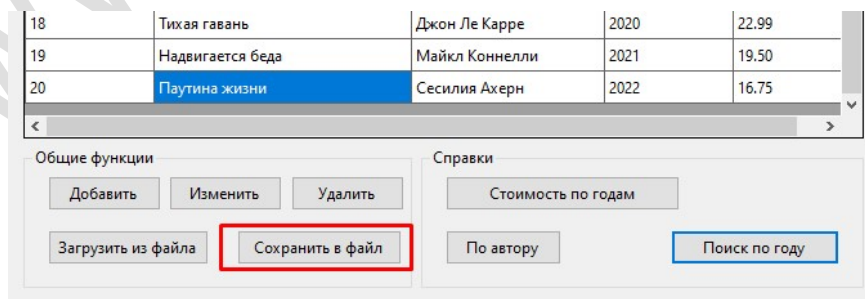 18 Тихая гавань Джон Ле Карре 2020 22.99
19 Надвигается беда Майкл Коннелли 2021 19.50
20 Паутина жизни Сесилия Ахерн 2022 16.75
Общие функции Справки
Добавить Изменить Удалить Стоимость по годам
Загрузить из файла Сохранить в файл По автору Поиск по году